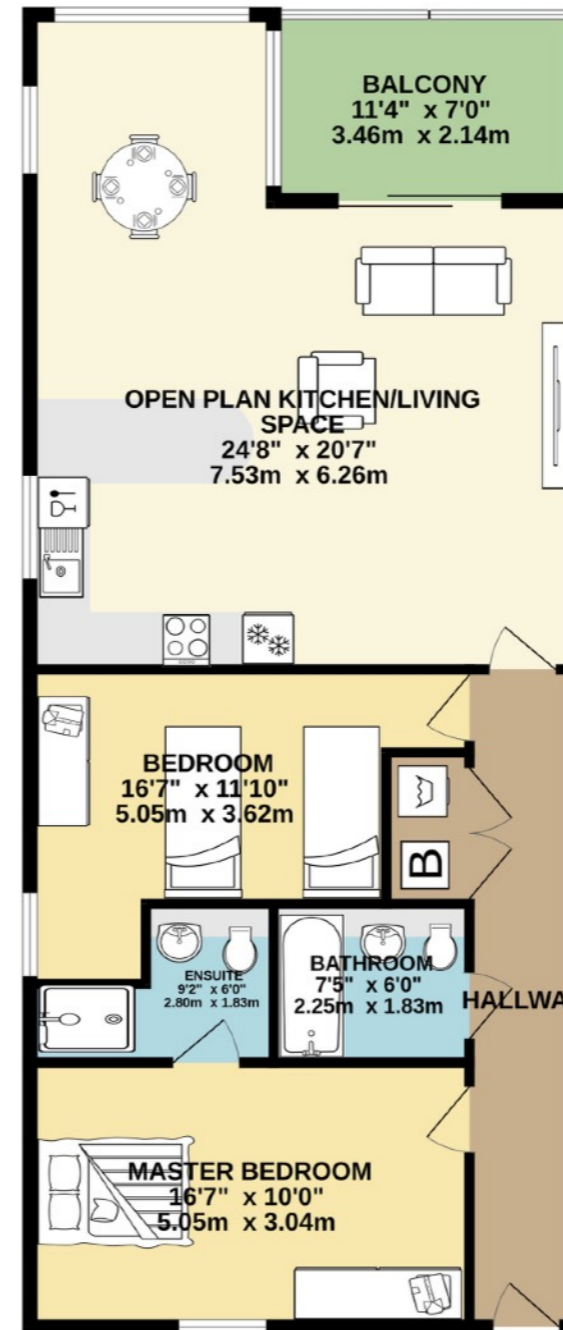 BALCONY
11'4" x 7'0"
3.46m x 2.14m
OPEN PLAN KITCHEN/LIVING
SPACE
24'8" x 20'7"
7.53m x 6.26m
BEDROOM
16'7" x 11'10"
5.05m x 3.62m
B
ENSUITE
9'2" x 6'0"
2.80m x 1.83m
BATHROOM
7'5" x 6'0"
2.25m x 1.83m
HALLWA
MASTER BEDROOM
16'7" x 10'0"
5.05m x 3.04m